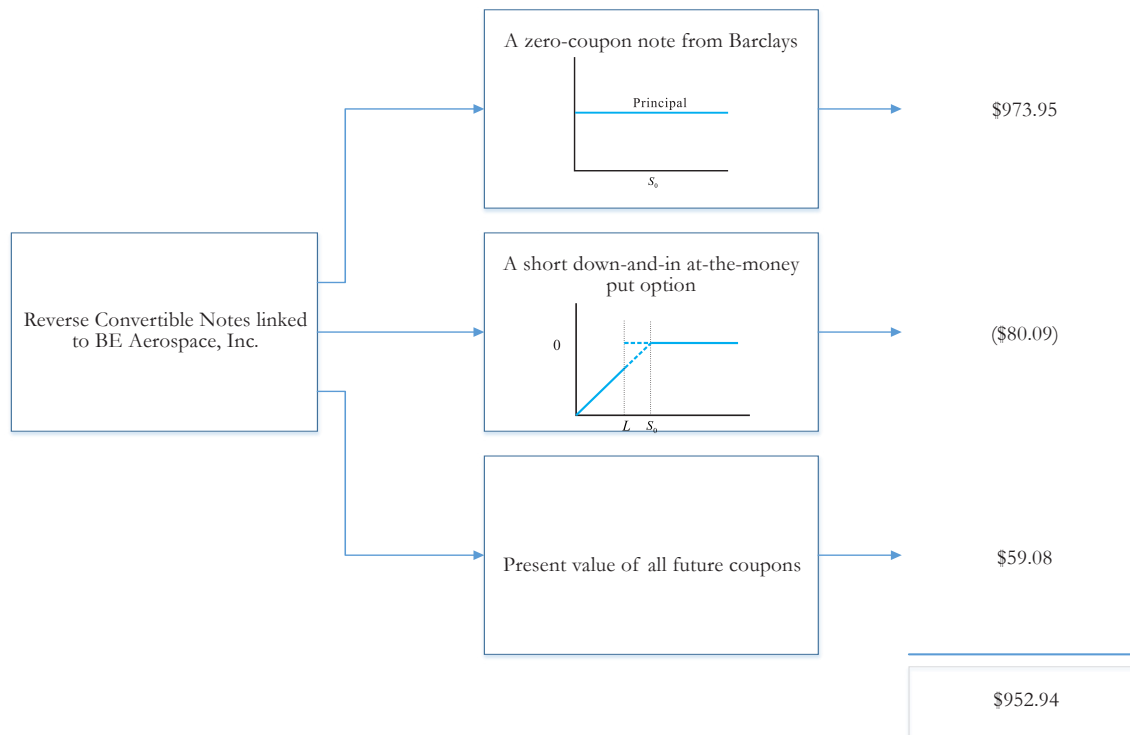 A zero-coupon note from Barclays
Principal
S₀
$973.95
Reverse Convertible Notes linked
to BE Aerospace, Inc.
A short down-and-in at-the-money
put option
0
L S₀
($80.09)
Present value of all future coupons
$59.08
$952.94